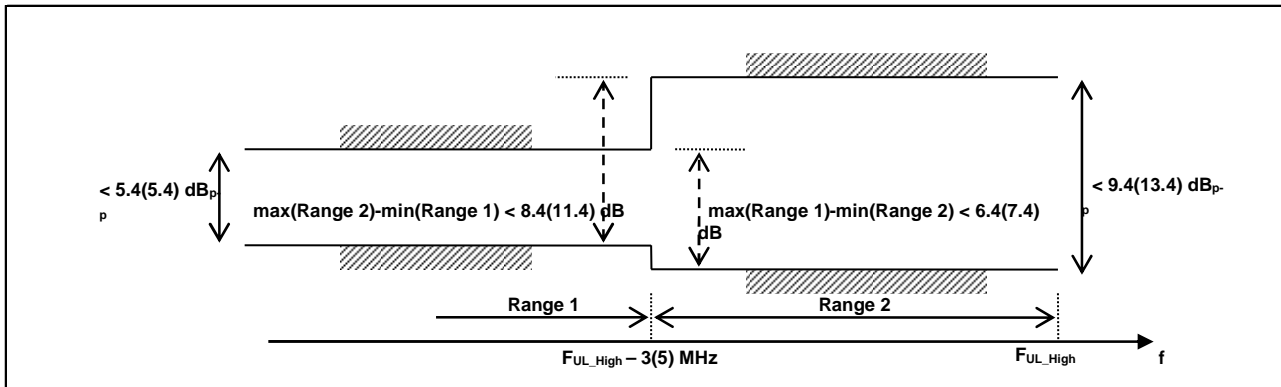 < 5.4(5.4) dBp-p
max(Range 2)-min(Range 1) < 8.4(11.4) dB
max(Range 1)-min(Range 2) < 6.4(7.4)
dB
< 9.4(13.4) dBp-p
Range 1
Range 2
FUL_High – 3(5) MHz
FUL_High
f